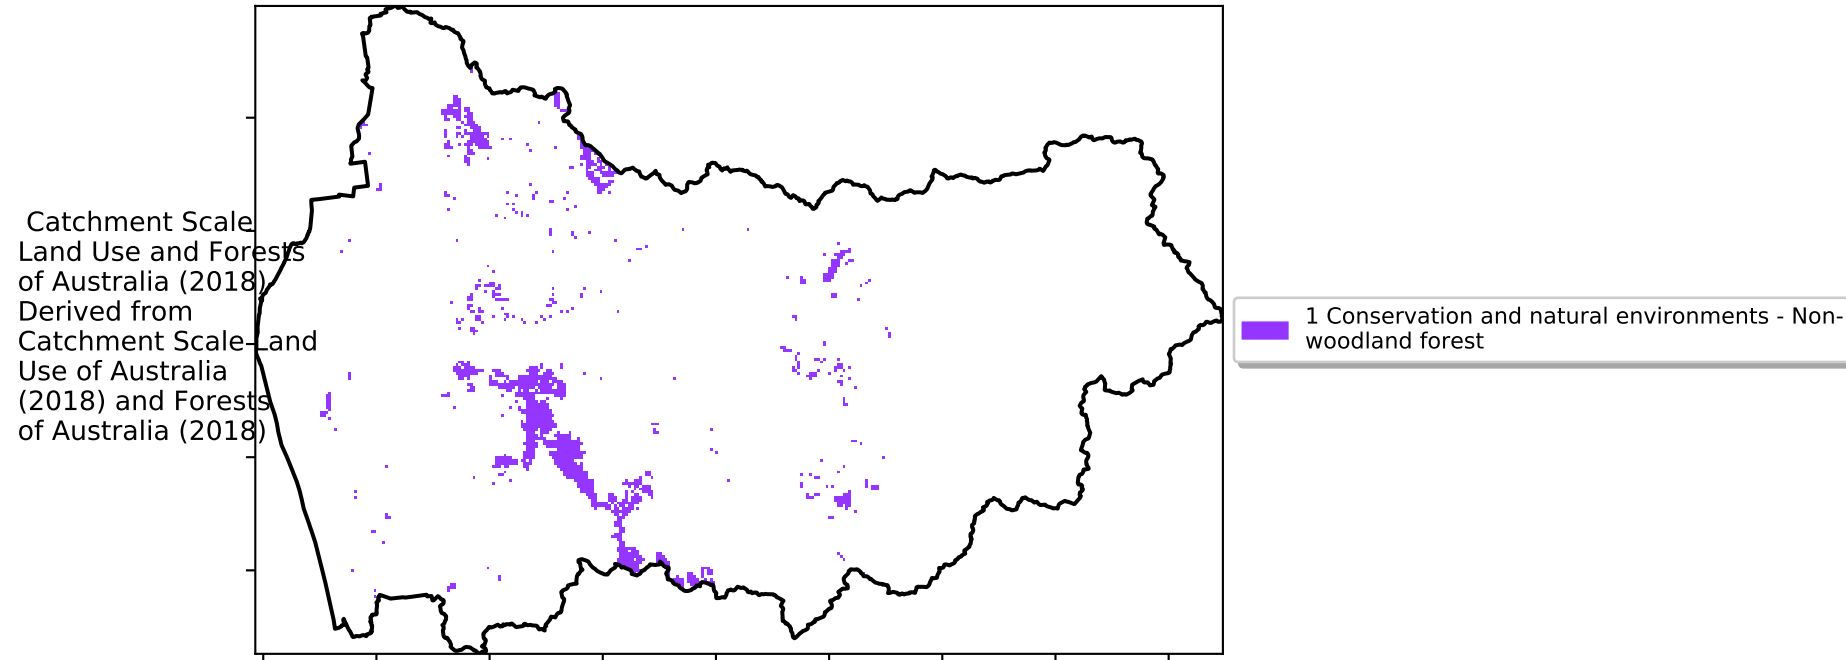 Catchment Scale
Land Use and Forests
of Australia (2018)
Derived from
Catchment Scale Land
Use of Australia
(2018) and Forests
of Australia (2018)
1 Conservation and natural environments - Non-
woodland forest